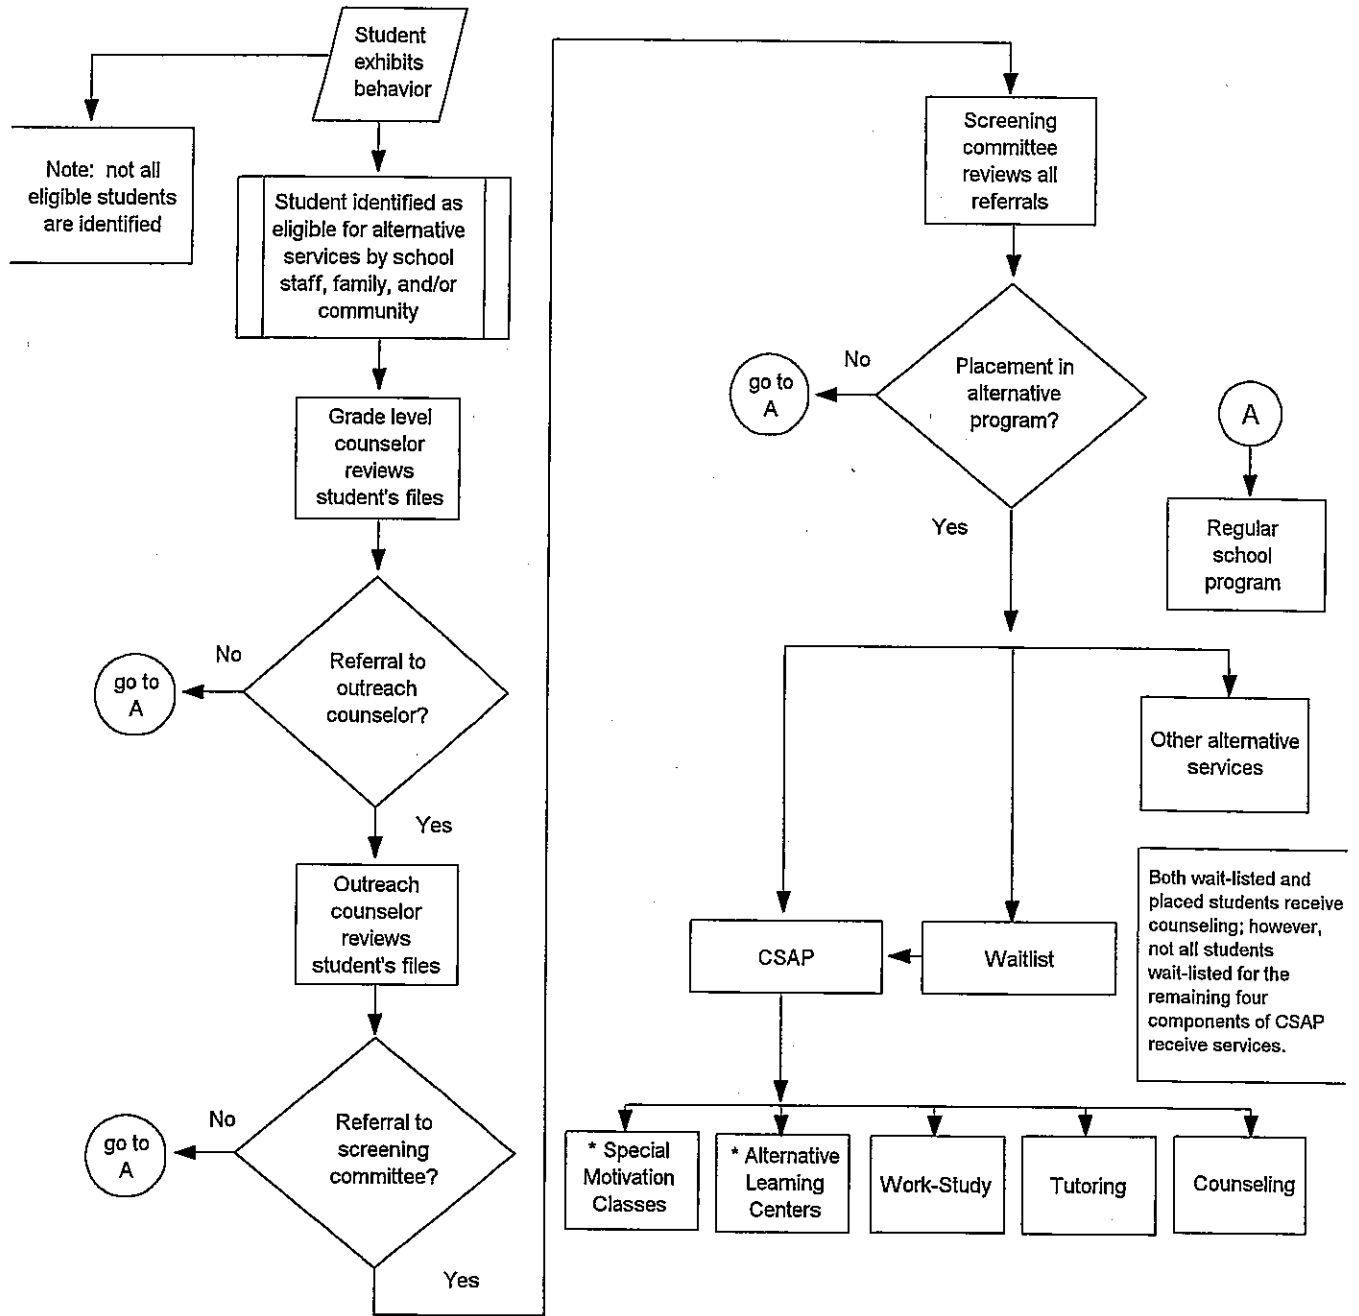 Student
exhibits
behavior
Note: not all
eligible students
are identified
Student identified as
eligible for alternative
services by school
staff, family, and/or
community
Grade level
counselor
reviews
student's files
Referral to
outreach
counselor?
No
go to
A
Yes
Outreach
counselor
reviews
student's files
Referral to
screening
committee?
No
go to
A
Yes
Screening
committee
reviews all
referrals
Placement in
alternative
program?
No
go to
A
Yes
A
Regular
school
program
Other alternative
services
CSAP
Waitlist
Both wait-listed and
placed students receive
counseling; however,
not all students
wait-listed for the
remaining four
components of CSAP
receive services.
* Special
Motivation
Classes
* Alternative
Learning
Centers
Work-Study
Tutoring
Counseling